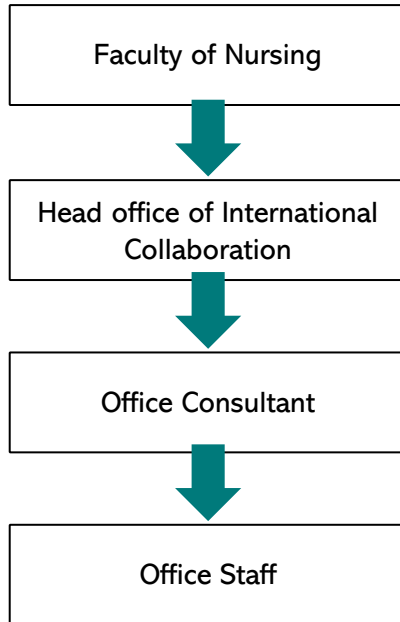 Faculty of Nursing
Head office of International
Collaboration
Office Consultant
Office Staff